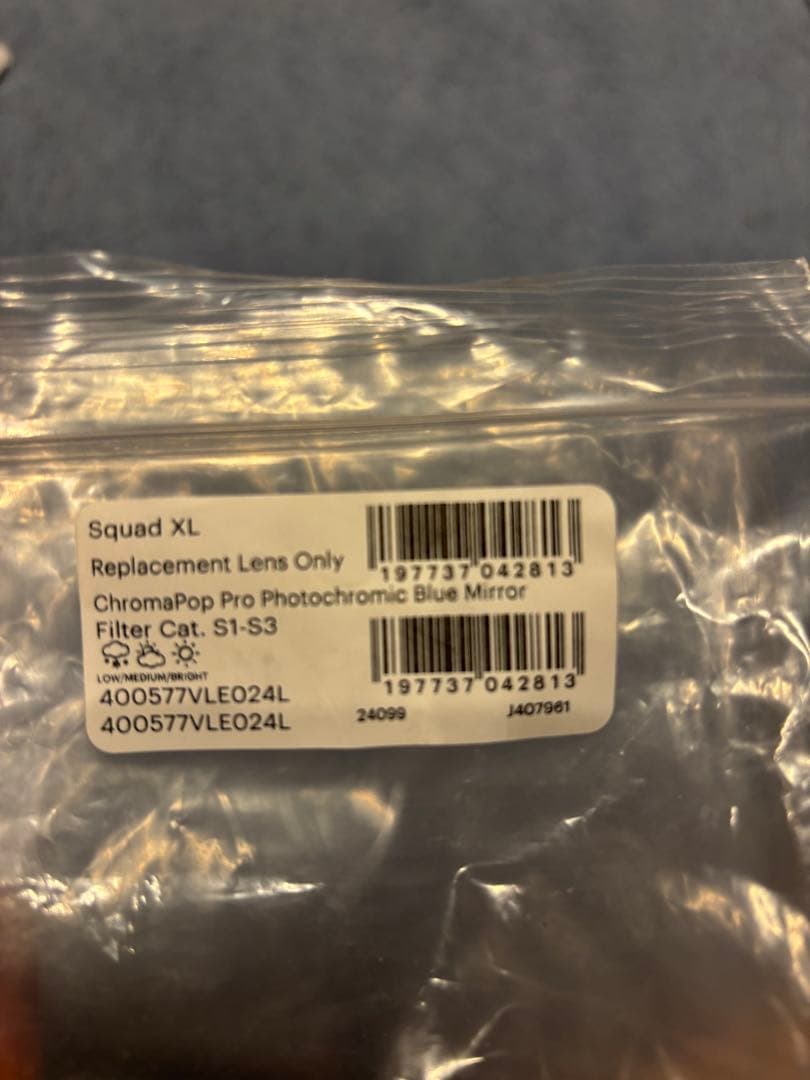 Squad XL
Replacement Lens Only
197737 042813
ChromaPop Pro Photochromic Blue Mirror
Filter Cat. S1-S3
LOW/MEDIUM/BRIGHT
197737 042813
400577VLE024L
400577VLE024L
24099
J407961